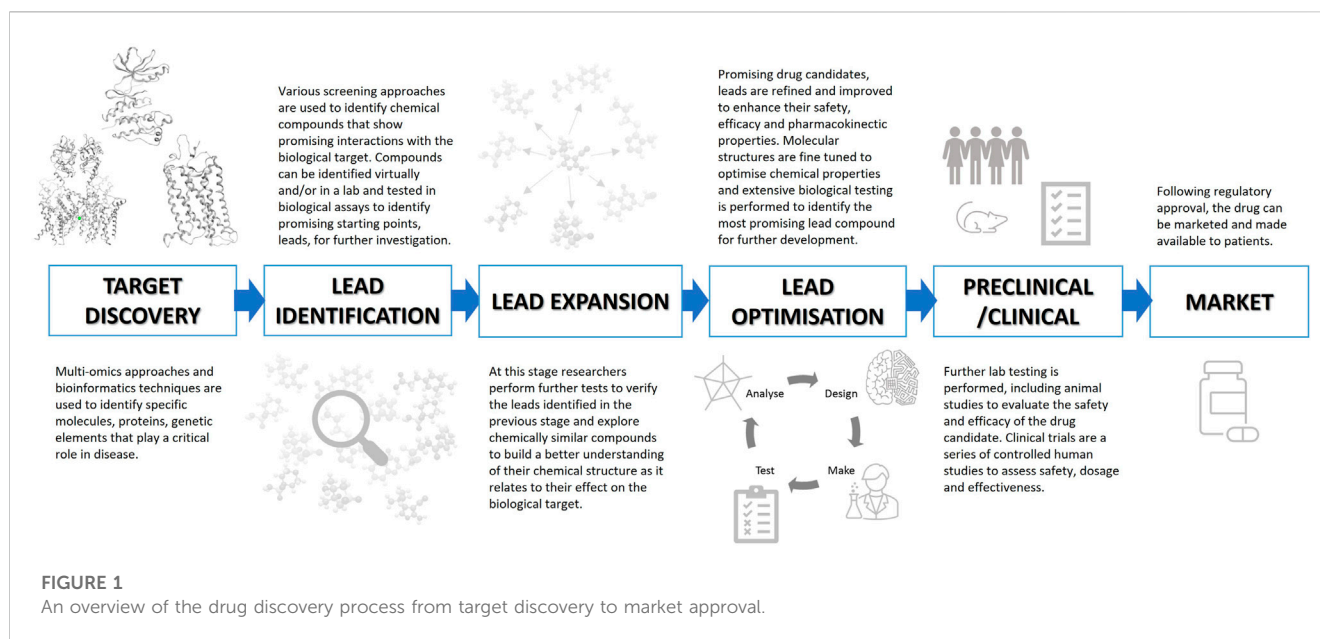 Various screening approaches
are used to identify chemical
compounds that show
promising interactions with the
biological target. Compounds
can be identified virtually
and/or in a lab and tested in
biological assays to identify
promising starting points,
leads, for further investigation.
Promising drug candidates,
leads are refined and improved
to enhance their safety,
efficacy and pharmacokinectic
properties. Molecular
structures are fine tuned to
optimise chemical properties
and extensive biological testing
is performed to identify the
most promising lead compound
for further development.
Following regulatory
approval, the drug can
be marketed and made
available to patients.
TARGET
DISCOVERY
LEAD
IDENTIFICATION
LEAD EXPANSION
LEAD
OPTIMISATION
PRECLINICAL
/CLINICAL
MARKET
Multi-omics approaches and
bioinformatics techniques are
used to identify specific
molecules, proteins, genetic
elements that play a critical
role in disease.
At this stage researchers
perform further tests to verify
the leads identified in the
previous stage and explore
chemically similar compounds
to build a better understanding
of their chemical structure as it
relates to their effect on the
biological target.
Analyse
Design
Test
Make
Further lab testing is
performed, including animal
studies to evaluate the safety
and efficacy of the drug
candidate. Clinical trials are a
series of controlled human
studies to assess safety, dosage
and effectiveness.
FIGURE 1
An overview of the drug discovery process from target discovery to market approval.